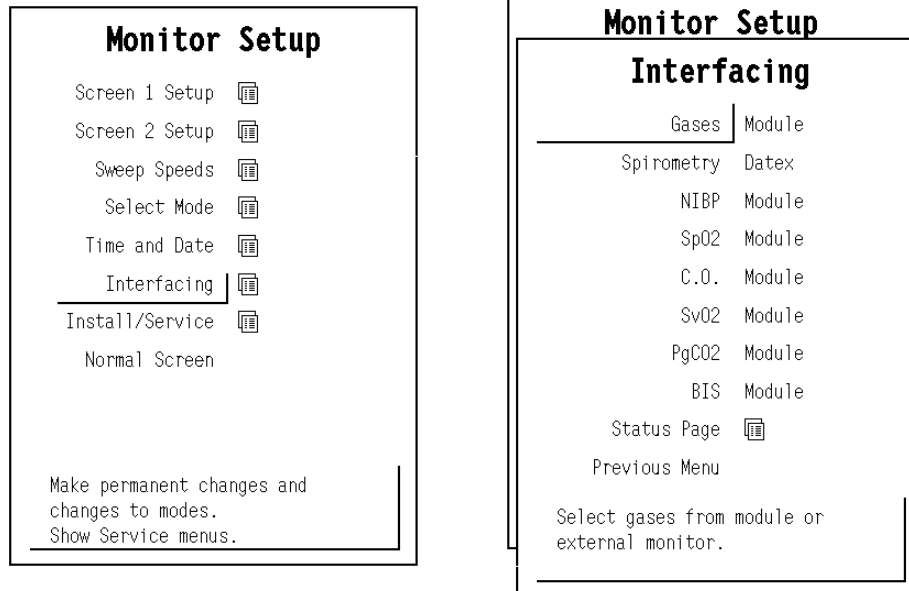 Monitor Setup
Screen 1 Setup
Screen 2 Setup
Sweep Speeds
Select Mode
Time and Date
Interfacing
Install/Service
Normal Screen
Make permanent changes and
changes to modes.
Show Service menus.
Monitor Setup
Interfacing
Gases Module
Spirometry Datex
NIBP Module
SpO2 Module
C.O. Module
SvO2 Module
PgCO2 Module
BIS Module
Status Page
Previous Menu
Select gases from module or
external monitor.